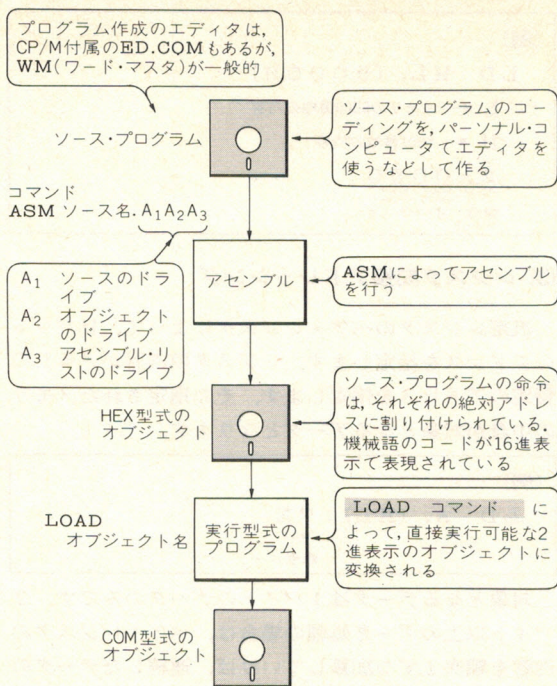 プログラム作成のエディタは,
CP/M付属のED.COMもあるが,
WM(ワード・マスタ)が一般的
ソース・プログラム
ソース・プログラムのコー
ディングを,パーソナル・コ
ンピュータでエディタを
使うなどして作る
コマンド
ASM ソース名.A₁A₂A₃
A₁ ソースのドラ
イブ
A₂ オブジェクト
のドライブ
A₃ アセンブル・リ
ストのドライブ
アセンブル
ASMによってアセンブル
を行う
HEX型式の
オブジェクト
ソース・プログラムの命令
は,それぞれの絶対アドレ
スに割り付けられている.
機械語のコードが16進表
示で表現されている
LOAD
オブジェクト名
実行型式の
プログラム
LOAD コマンド に
よって,直接実行可能な2
進表示のオブジェクトに
変換される
COM型式の
オブジェクト